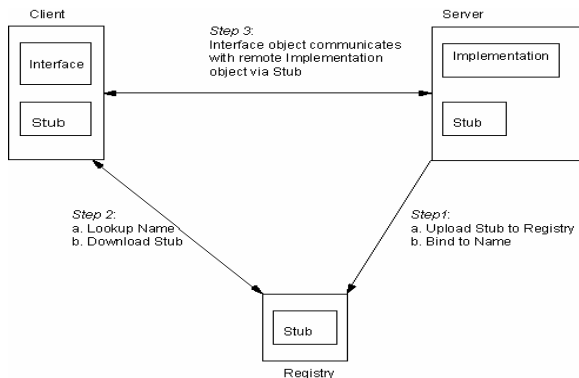 Client
Interface
Stub
Step 3:
Interface object communicates
with remote Implementation
object via Stub
Server
Implementation
Stub
Step 2:
a. Lookup Name
b. Download Stub
Step1:
a. Upload Stub to Registry
b. Bind to Name
Stub
Registry